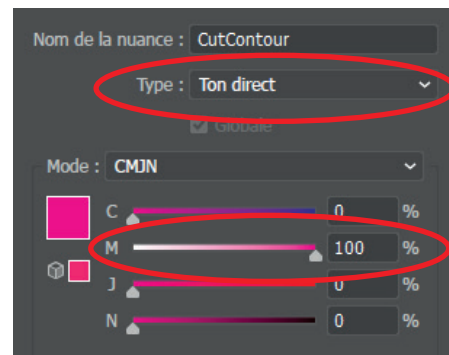 Nom de la nuance : CutContour
Type : Ton direct
Globale
Mode : CMJN
C 0 %
M 100 %
J 0 %
N 0 %